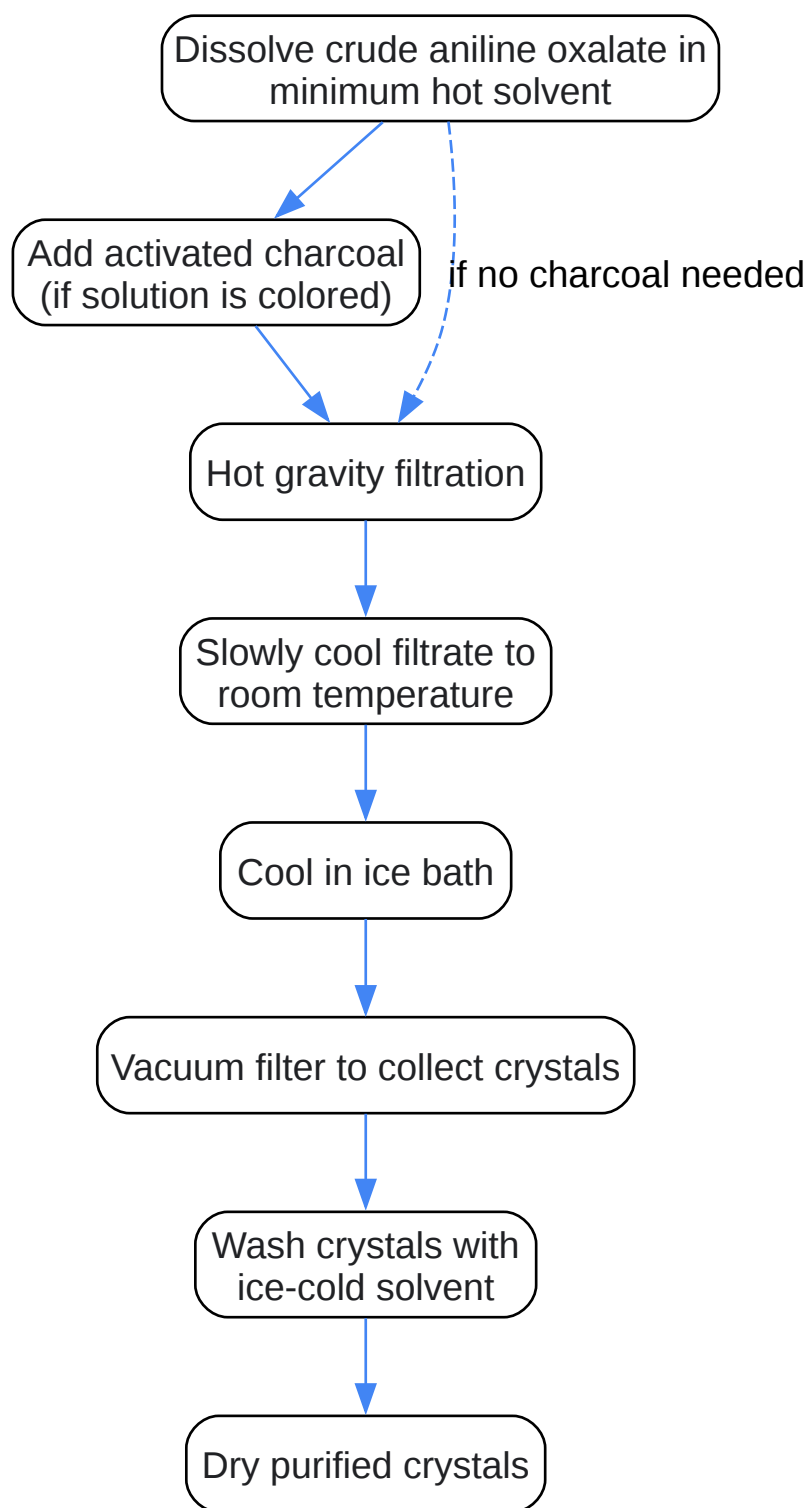 Dissolve crude aniline oxalate in
minimum hot solvent
Add activated charcoal
(if solution is colored)
if no charcoal needed
Hot gravity filtration
Slowly cool filtrate to
room temperature
Cool in ice bath
Vacuum filter to collect crystals
Wash crystals with
ice-cold solvent
Dry purified crystals